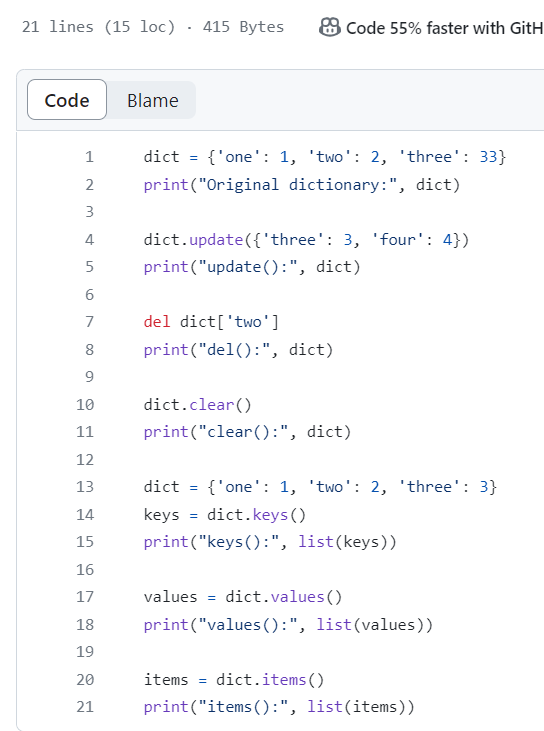 21 lines (15 loc) · 415 Bytes Code 55% faster with GitH
Code Blame
1 dict = {'one': 1, 'two': 2, 'three': 33}
2 print("Original dictionary:", dict)
3
4 dict.update({'three': 3, 'four': 4})
5 print("update():", dict)
6
7 del dict['two']
8 print("del():", dict)
9
10 dict.clear()
11 print("clear():", dict)
12
13 dict = {'one': 1, 'two': 2, 'three': 3}
14 keys = dict.keys()
15 print("keys():", list(keys))
16
17 values = dict.values()
18 print("values():", list(values))
19
20 items = dict.items()
21 print("items():", list(items))